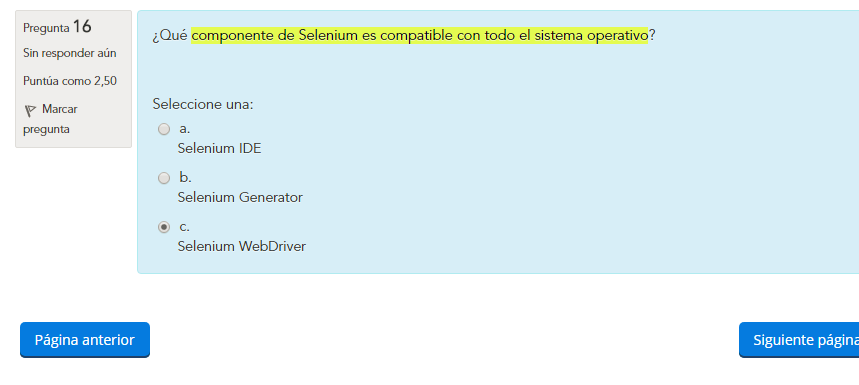 Pregunta 16
Sin responder aún
Puntúa como 2,50
Marcar
pregunta
¿Qué componente de Selenium es compatible con todo el sistema operativo?
Seleccione una:
a.
Selenium IDE
b.
Selenium Generator
c.
Selenium WebDriver
Página anterior
Siguiente página